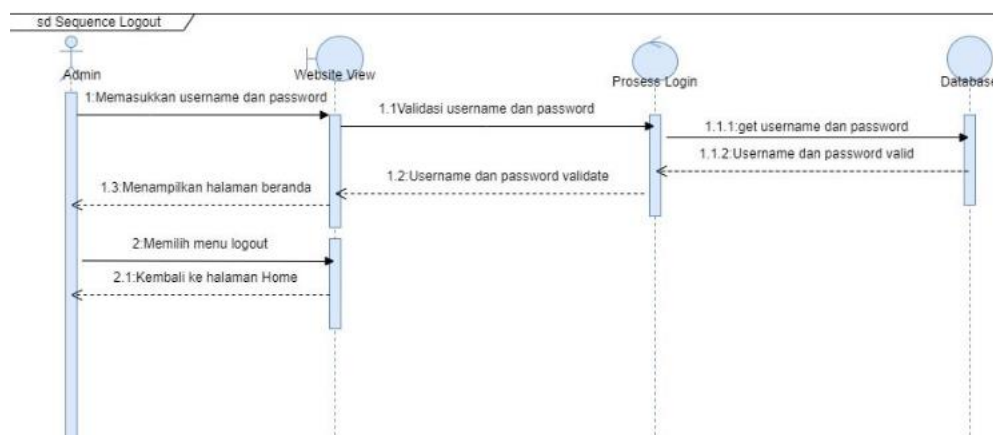 sd Sequence Logout
Admin
Website View
Prosess Login
Database
1:Memasukkan username dan password
1.1Validasi username dan password
1.1.1:get username dan password
1.1.2:Username dan password valid
1.2:Username dan password validate
1.3:Menampilkan halaman beranda
2:Memilih menu logout
2.1:Kembali ke halaman Home